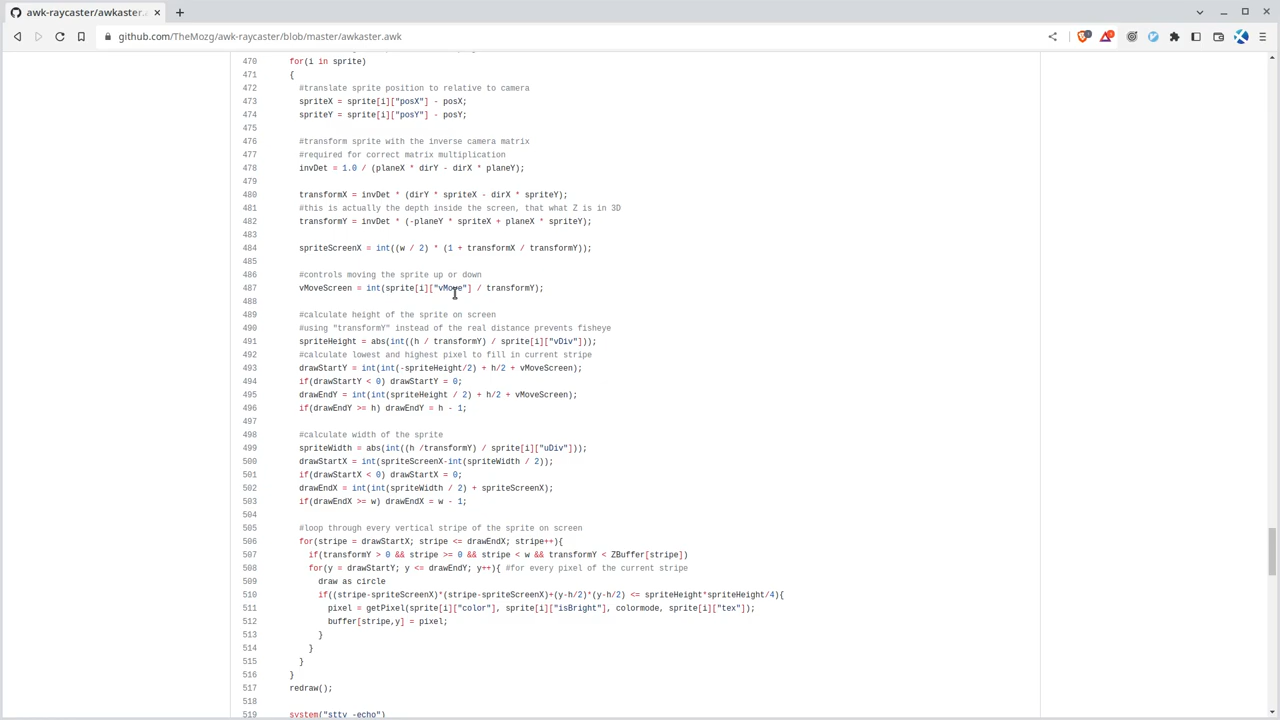 awk-raycaster/awkaster.
github.com/TheMozg/awk-raycaster/blob/master/awkaster.awk
470 for(i in sprite)
471 {
472 #translate sprite position to relative to camera
473 spriteX = sprite[i]["posX"] - posX;
474 spriteY = sprite[i]["posY"] - posY;
475
476 #transform sprite with the inverse camera matrix
477 #required for correct matrix multiplication
478 invDet = 1.0 / (planeX * dirY - dirX * planeY);
479
480 transformX = invDet * (dirY * spriteX - dirX * spriteY);
481 #this is actually the depth inside the screen, that what Z is in 3D
482 transformY = invDet * (-planeY * spriteX + planeX * spriteY);
483
484 spriteScreenX = int((w / 2) * (1 + transformX / transformY));
485
486 #controls moving the sprite up or down
487 vMoveScreen = int(sprite[i]["vMove"] / transformY);
488
489 #calculate height of the sprite on screen
490 #using "transformY" instead of the real distance prevents fisheye
491 spriteHeight = abs(int((h / transformY) / sprite[i]["vDiv"]));
492 #calculate lowest and highest pixel to fill in current stripe
493 drawStartY = int(int(-spriteHeight/2) + h/2 + vMoveScreen);
494 if(drawStartY < 0) drawStartY = 0;
495 drawEndY = int(int(spriteHeight / 2) + h/2 + vMoveScreen);
496 if(drawEndY >= h) drawEndY = h - 1;
497
498 #calculate width of the sprite
499 spriteWidth = abs(int((h /transformY) / sprite[i]["uDiv"]));
500 drawStartX = int(spriteScreenX-int(spriteWidth / 2));
501 if(drawStartX < 0) drawStartX = 0;
502 drawEndX = int(int(spriteWidth / 2) + spriteScreenX);
503 if(drawEndX >= w) drawEndX = w - 1;
504
505 #loop through every vertical stripe of the sprite on screen
506 for(stripe = drawStartX; stripe <= drawEndX; stripe++){
507 if(transformY > 0 && stripe >= 0 && stripe < w && transformY < ZBuffer[stripe])
508 for(y = drawStartY; y <= drawEndY; y++){ #for every pixel of the current stripe
509 draw as circle
510 if((stripe-spriteScreenX)*(stripe-spriteScreenX)+(y-h/2)*(y-h/2) <= spriteHeight*spriteHeight/4){
511 pixel = getPixel(sprite[i]["color"], sprite[i]["isBright"], colormode, sprite[i]["tex"]);
512 buffer[stripe,y] = pixel;
513 }
514 }
515 }
516 }
517 redraw();
518
519 system("stty -echo")